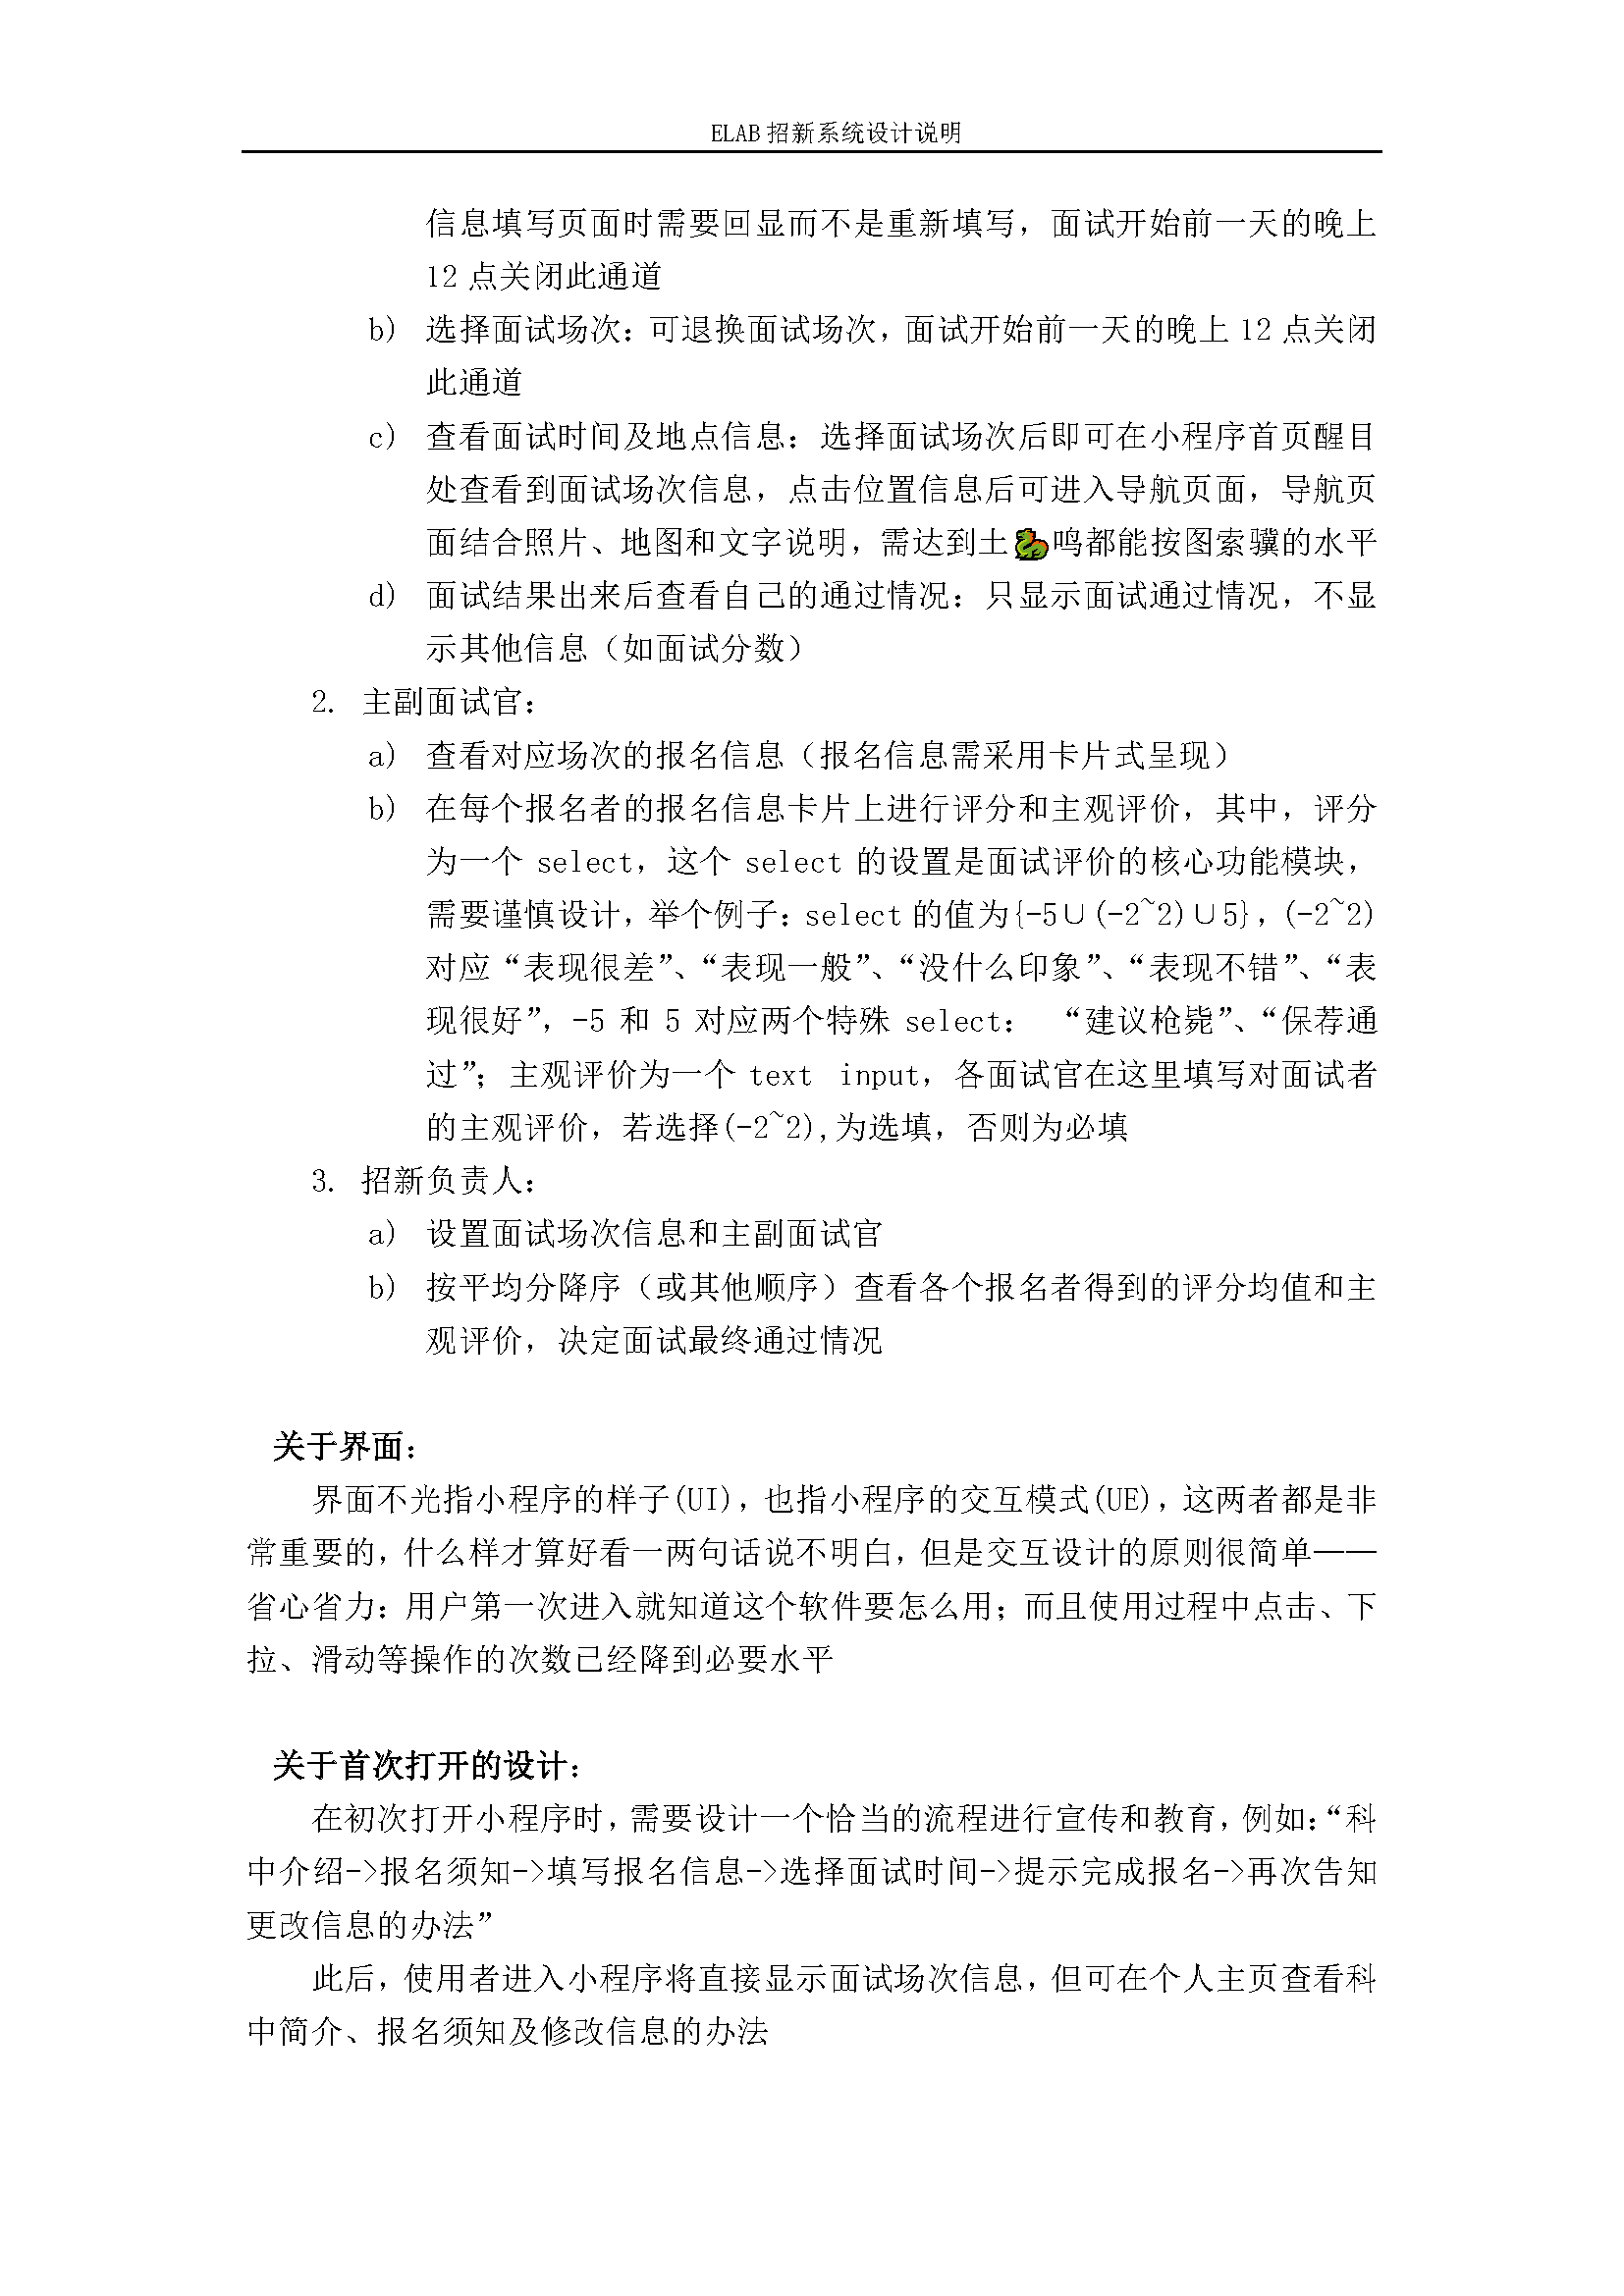 ELAB招新系统设计说明
信息填写页面时需要回显而不是重新填写，面试开始前一天的晚上
12点关闭此通道
b) 选择面试场次：可退换面试场次，面试开始前一天的晚上12点关闭
此通道
c) 查看面试时间及地点信息：选择面试场次后即可在小程序首页醒目
处查看到面试场次信息，点击位置信息后可进入导航页面，导航页
面结合照片、地图和文字说明，需达到土🐉鸣都能按图索骥的水平
d) 面试结果出来后查看自己的通过情况：只显示面试通过情况，不显
示其他信息（如面试分数）
2. 主副面试官：
a) 查看对应场次的报名信息（报名信息需采用卡片式呈现）
b) 在每个报名者的报名信息卡片上进行评分和主观评价，其中，评分
为一个 select，这个 select 的设置是面试评价的核心功能模块，
需要谨慎设计，举个例子：select的值为{-5∪(-2~2)∪5}，(-2~2)
对应“表现很差”、“表现一般”、“没什么印象”、“表现不错”、“表
现很好”，-5 和 5 对应两个特殊 select： “建议枪毙”、“保荐通
过”；主观评价为一个 text input，各面试官在这里填写对面试者
的主观评价，若选择(-2~2),为选填，否则为必填
3. 招新负责人：
a) 设置面试场次信息和主副面试官
b) 按平均分降序（或其他顺序）查看各个报名者得到的评分均值和主
观评价，决定面试最终通过情况
关于界面：
界面不光指小程序的样子(UI)，也指小程序的交互模式(UE)，这两者都是非
常重要的，什么样才算好看一两句话说不明白，但是交互设计的原则很简单——
省心省力：用户第一次进入就知道这个软件要怎么用；而且使用过程中点击、下
拉、滑动等操作的次数已经降到必要水平
关于首次打开的设计：
在初次打开小程序时，需要设计一个恰当的流程进行宣传和教育，例如：“科
中介绍->报名须知->填写报名信息->选择面试时间->提示完成报名->再次告知
更改信息的办法”
此后，使用者进入小程序将直接显示面试场次信息，但可在个人主页查看科
中简介、报名须知及修改信息的办法